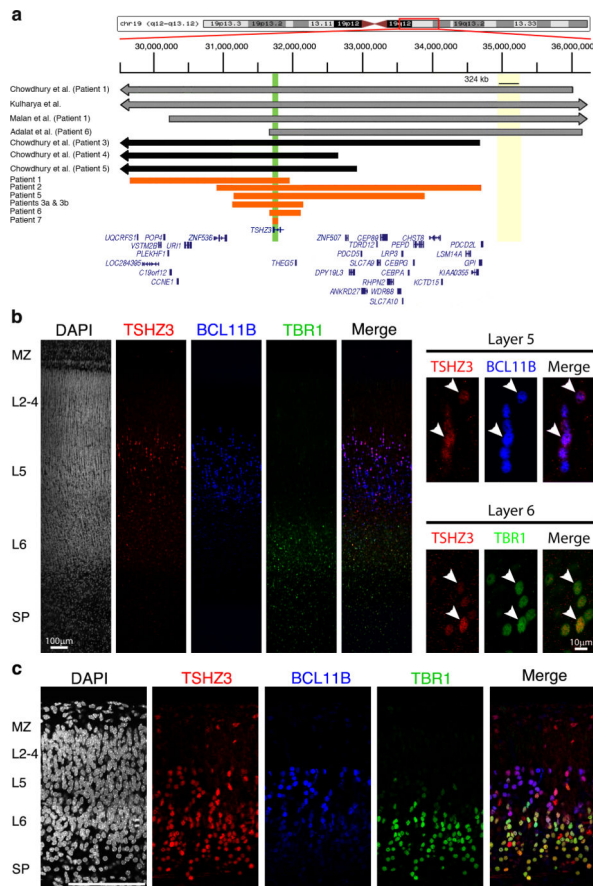 a
chr19 (q12-q13.12) 19p13.3 19p13.2 13.11 19p12 19q12 19q13.2 13.33
30,000,000 31,000,000 32,000,000 33,000,000 34,000,000 35,000,000 36,000,000
324 kb
Chowdhury et al. (Patient 1)
Kulharya et al.
Malan et al. (Patient 1)
Adalat et al. (Patient 6)
Chowdhury et al. (Patient 3)
Chowdhury et al. (Patient 4)
Chowdhury et al. (Patient 5)
Patient 1
Patient 2
Patient 5
Patients 3a & 3b
Patient 6
Patient 7
TSHZ3
UQCRFS1 POP4 ZNF536 ZNF507 CEP89 CHST8
VSTM2B URI1 TDRD12 PEPD PDCD2L
PLEKHF1 PDCD5 LRP3 LSM14A
LOC284395 THEG5 SLC7A9 CEBPG GPI
C19orf12 DPY19L3 CEBPA KIAA0355
CCNE1 RHPN2 KCTD15
ANKRD27 WDR88
SLC7A10
b
DAPI TSHZ3 BCL11B TBR1 Merge
MZ
L2-4
L5
L6
SP
100μm
Layer 5
TSHZ3 BCL11B Merge
Layer 6
TSHZ3 TBR1 Merge
10μm
c
DAPI TSHZ3 BCL11B TBR1 Merge
MZ
L2-4
L5
L6
SP